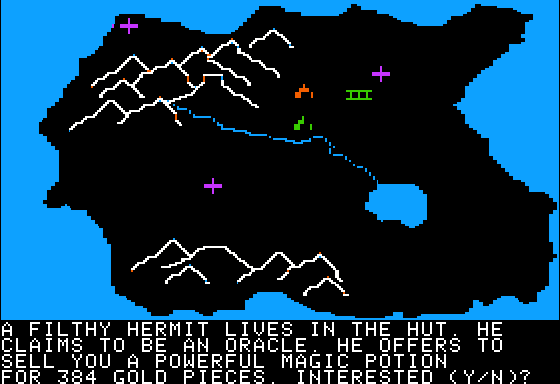 A FILTHY HERMIT LIVES IN THE HUT. HE
CLAIMS TO BE AN ORACLE. HE OFFERS TO
SELL YOU A POWERFUL MAGIC POTION
FOR 384 GOLD PIECES. INTERESTED (Y/N)?